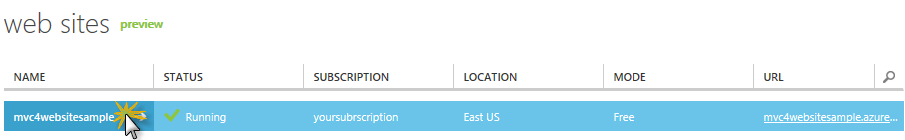 web sites preview
NAME STATUS SUBSCRIPTION LOCATION MODE URL
mvc4websitesample Running yoursubrscription East US Free mvc4websitesample.azure...